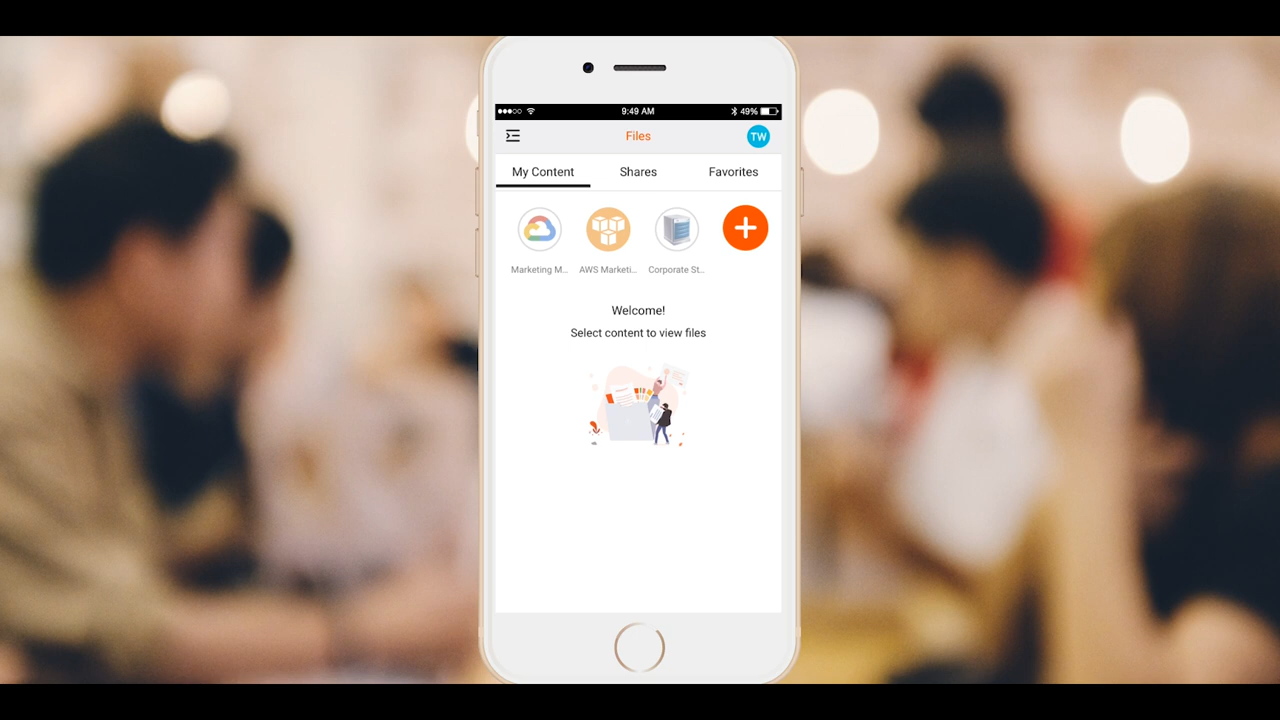 9:49 AM
49%
Files
TW
My Content
Shares
Favorites
Marketing M...
AWS Marketi...
Corporate St...
Welcome!
Select content to view files